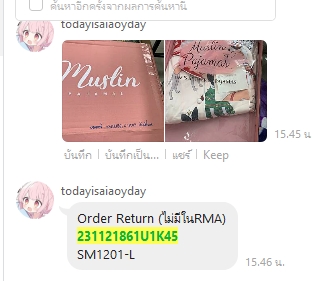 ค้นหาอีกครั้งจากผลการค้นหานี้
todayisaiaoyday
Muslin
PAJAMAS
Muslin
Pajamas
15.45 น
บันทึก | บันทึกเป็น... | แชร์ | Keep
todayisaiaoyday
Order Return (ไม่มีในRMA)
231121861U1K45
SM1201-L
15.46 น.